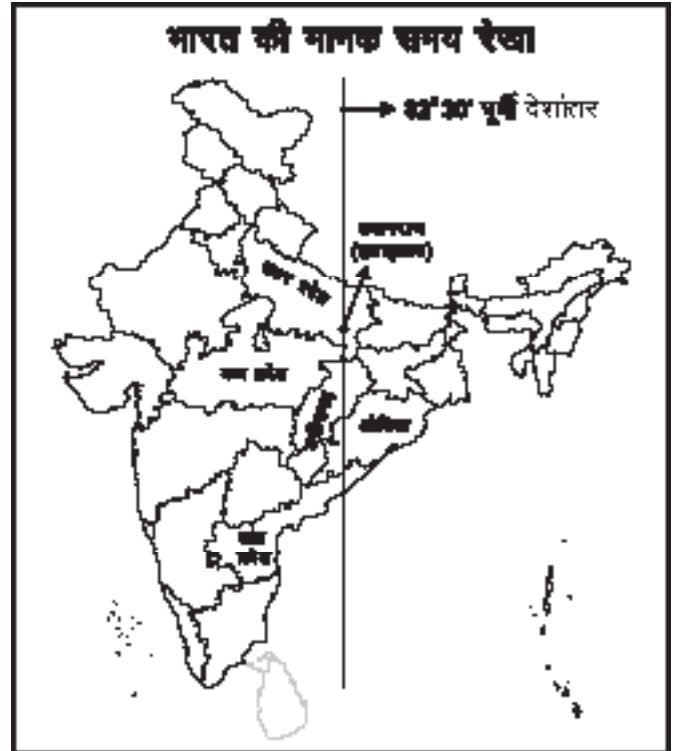 भारत की मानक समय रेखा
82°30' पूर्वी देशांतर
(इलाहाबाद)
उत्तर प्रदेश
मध्य प्रदेश
ओडिशा
प्रदेश